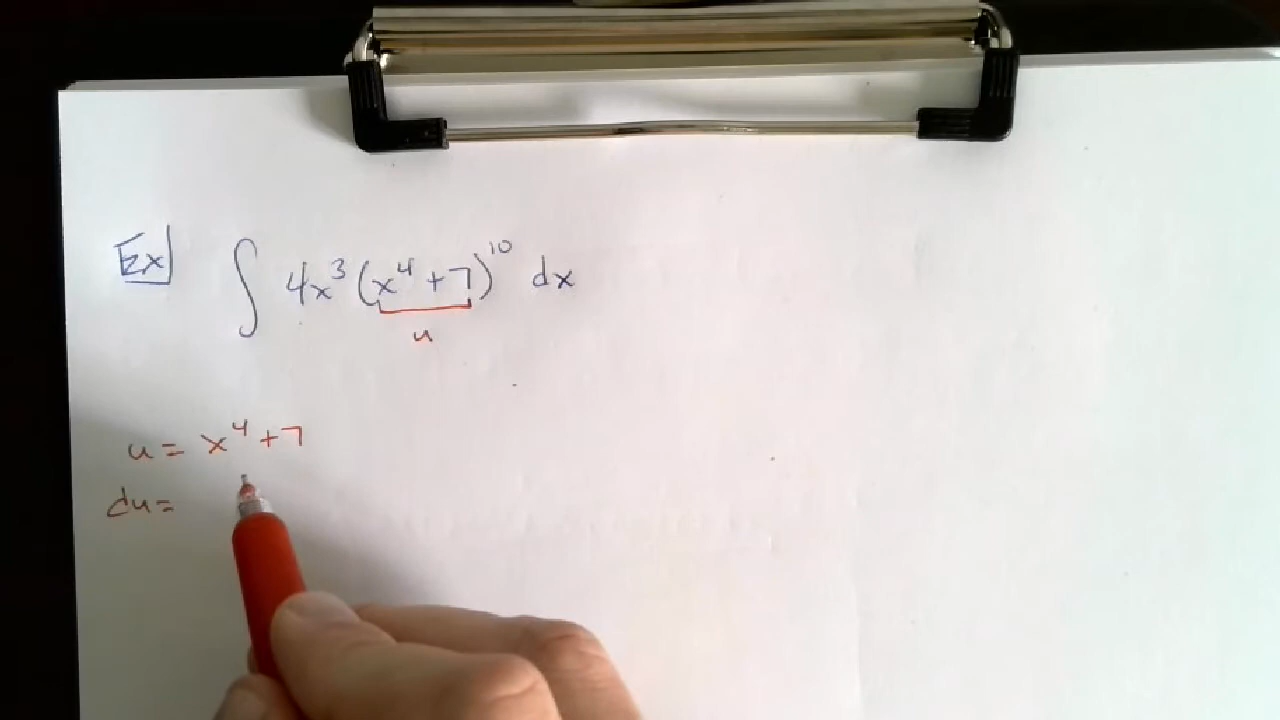 Ex ∫ 4x³(x⁴+7)¹⁰ dx
u
u = x⁴+7
du =